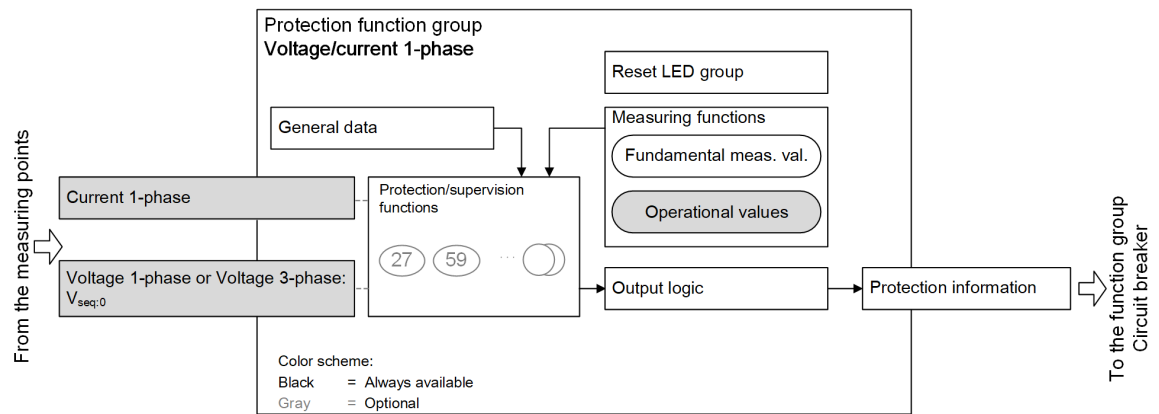 Protection function group
Voltage/current 1-phase
Reset LED group
General data
Measuring functions
Fundamental meas. val.
Operational values
From the measuring points
Current 1-phase
Voltage 1-phase or Voltage 3-phase:
Vseq:0
Protection/supervision
functions
27
59
...
Output logic
Protection information
To the function group
Circuit breaker
Color scheme:
Black = Always available
Gray = Optional